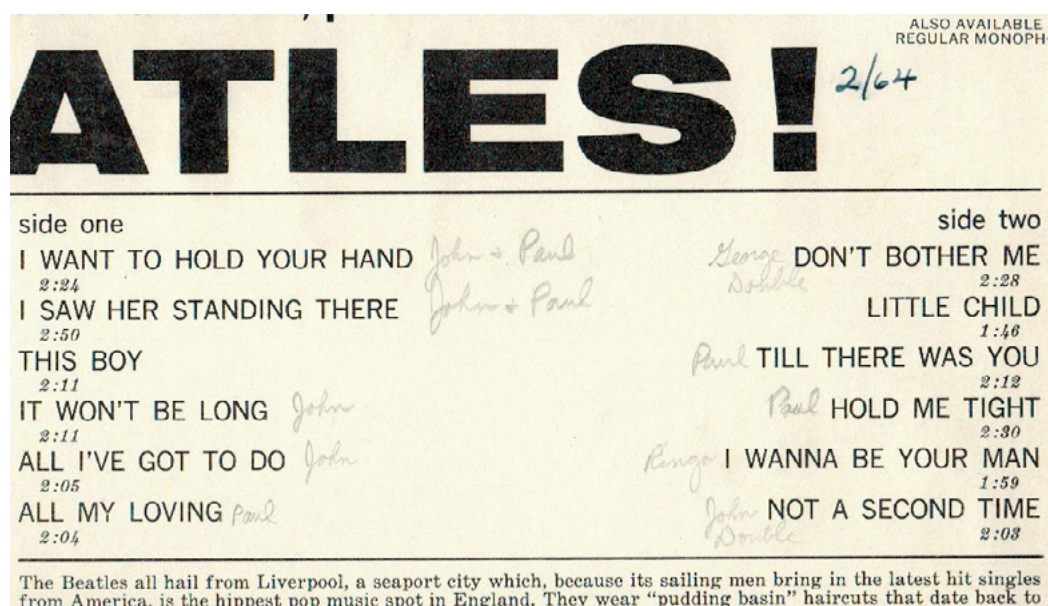 ALSO AVAILABLE
REGULAR MONOPH
ATLES! 2/64
side one
I WANT TO HOLD YOUR HAND John + Paul
2:24
I SAW HER STANDING THERE John + Paul
2:50
THIS BOY
2:11
IT WON'T BE LONG John
2:11
ALL I'VE GOT TO DO John
2:05
ALL MY LOVING Paul
2:04
side two
George DON'T BOTHER ME
Double 2:28
LITTLE CHILD
1:46
Paul TILL THERE WAS YOU
2:12
Paul HOLD ME TIGHT
2:30
Ringo I WANNA BE YOUR MAN
1:59
John NOT A SECOND TIME
Double 2:03
The Beatles all hail from Liverpool, a seaport city which, because its sailing men bring in the latest hit singles
from America, is the hippest pop music spot in England. They wear "pudding basin" haircuts that date back to